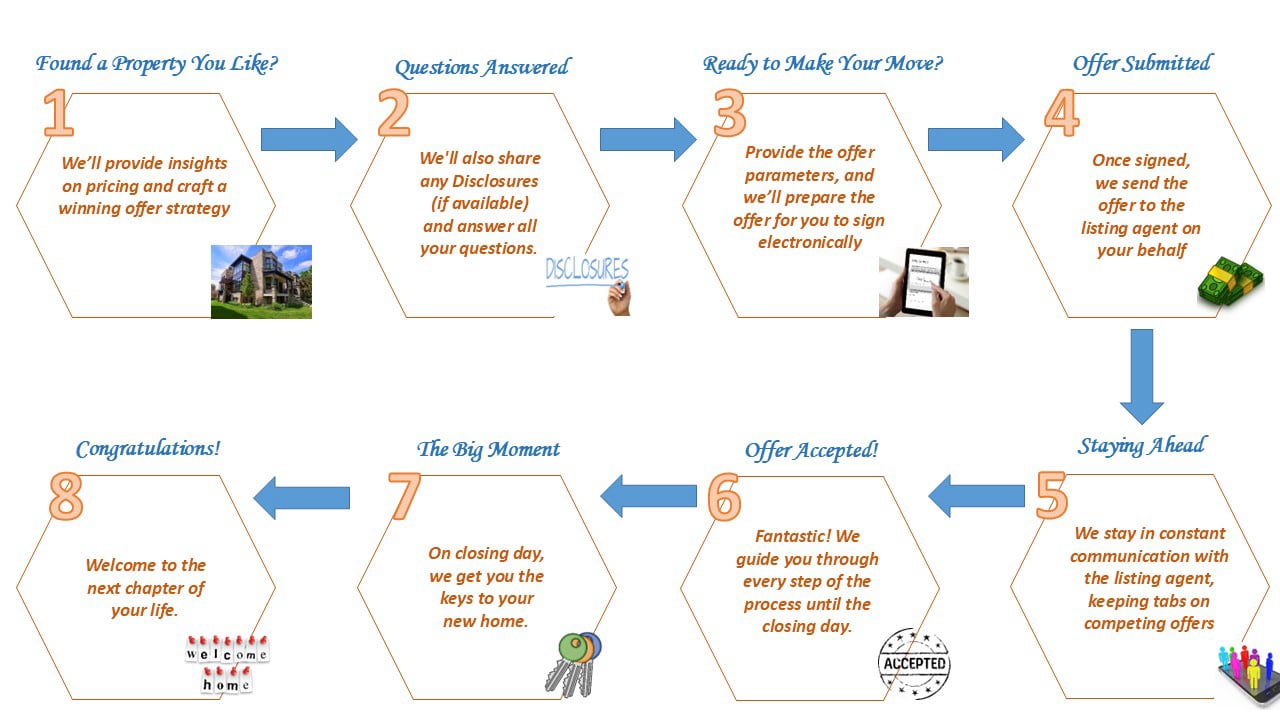 Found a Property You Like?
1
We’ll provide insights
on pricing and craft a
winning offer strategy
Questions Answered
2
We'll also share
any Disclosures
(if available)
and answer all
your questions.
DISCLOSURES
Ready to Make Your Move?
3
Provide the offer
parameters, and
we’ll prepare the
offer for you to sign
electronically
Offer Submitted
4
Once signed,
we send the
offer to the
listing agent on
your behalf
Staying Ahead
5
We stay in constant
communication with
the listing agent,
keeping tabs on
competing offers
Offer Accepted!
6
Fantastic! We
guide you through
every step of the
process until the
closing day.
ACCEPTED
The Big Moment
7
On closing day,
we get you the
keys to your
new home.
Congratulations!
8
Welcome to the
next chapter of
your life.
welcome
home